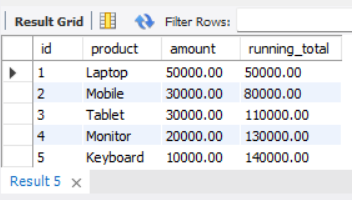 Result Grid Filter Rows:
id product amount running_total
1 Laptop 50000.00 50000.00
2 Mobile 30000.00 80000.00
3 Tablet 30000.00 110000.00
4 Monitor 20000.00 130000.00
5 Keyboard 10000.00 140000.00
Result 5 ×